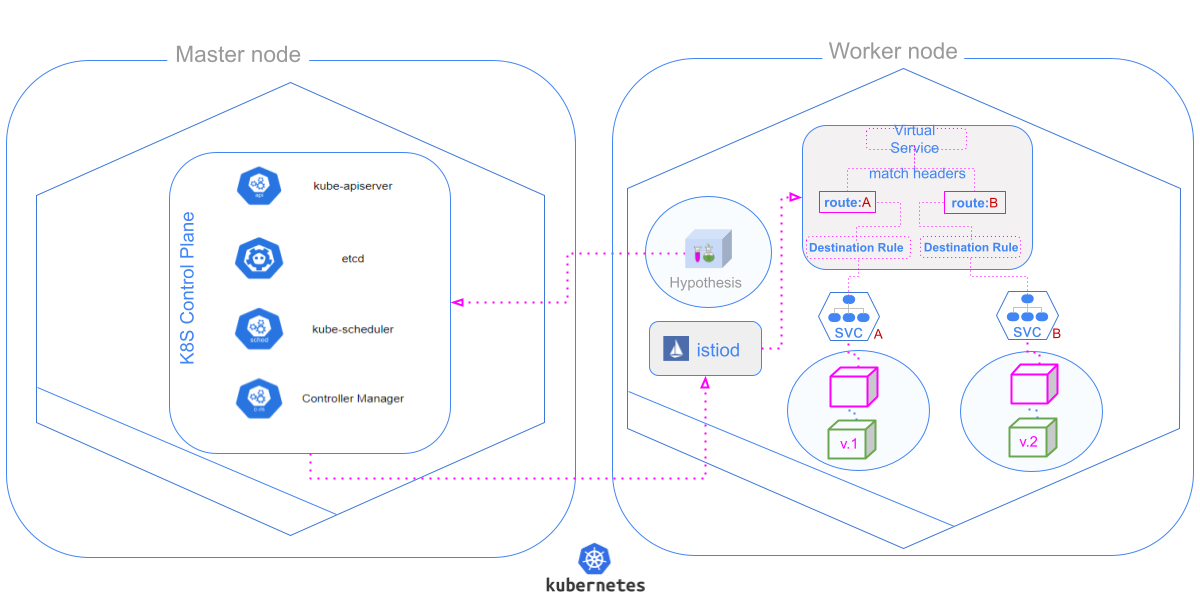 Master node
K8S Control Plane
api
kube-apiserver
etcd
sched
kube-scheduler
Controller Manager
Worker node
Virtual
Service
match headers
route:A
route:B
Destination Rule
Destination Rule
Hypothesis
istiod
SVC
A
SVC
B
v.1
v.2
kubernetes